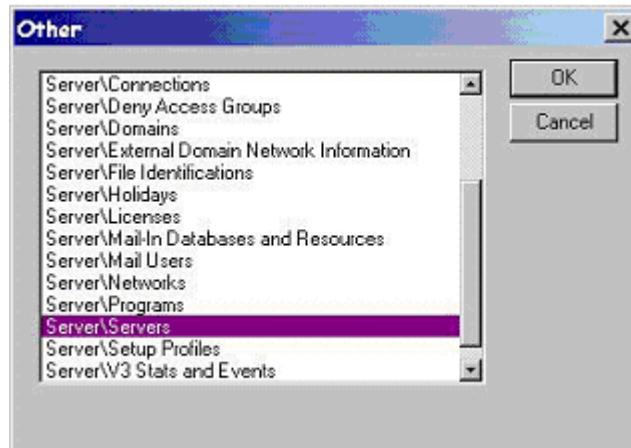 Other
Server\Connections
Server\Deny Access Groups
Server\Domains
Server\External Domain Network Information
Server\File Identifications
Server\Holidays
Server\Licenses
Server\Mail-In Databases and Resources
Server\Mail Users
Server\Networks
Server\Programs
Server\Servers
Server\Setup Profiles
Server\V3 Stats and Events
OK
Cancel